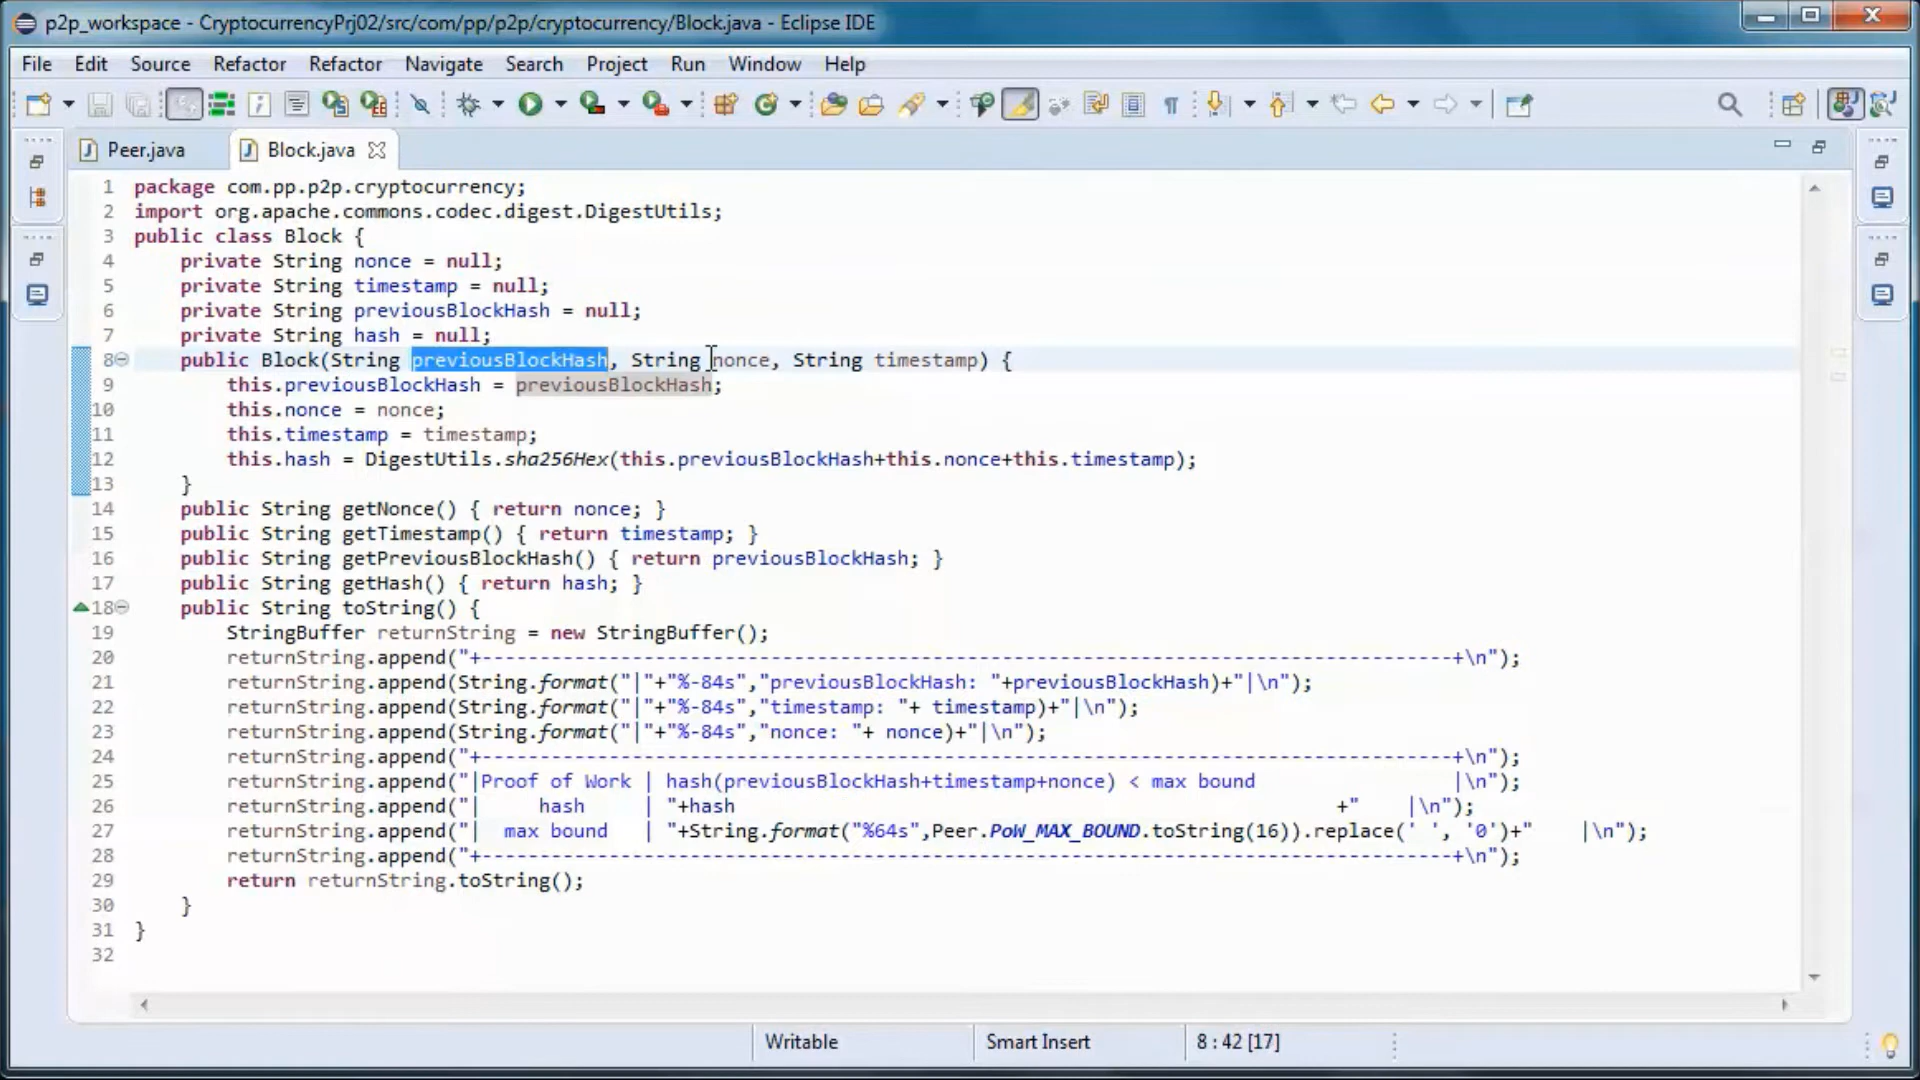 p2p_workspace - CryptocurrencyPrj02/src/com/pp/p2p/cryptocurrency/Block.java - Eclipse IDE
File Edit Source Refactor Refactor Navigate Search Project Run Window Help
Peer.java Block.java
1 package com.pp.p2p.cryptocurrency;
2 import org.apache.commons.codec.digest.DigestUtils;
3 public class Block {
4     private String nonce = null;
5     private String timestamp = null;
6     private String previousBlockHash = null;
7     private String hash = null;
8     public Block(String previousBlockHash, String nonce, String timestamp) {
9         this.previousBlockHash = previousBlockHash;
10         this.nonce = nonce;
11         this.timestamp = timestamp;
12         this.hash = DigestUtils.sha256Hex(this.previousBlockHash+this.nonce+this.timestamp);
13     }
14     public String getNonce() { return nonce; }
15     public String getTimestamp() { return timestamp; }
16     public String getPreviousBlockHash() { return previousBlockHash; }
17     public String getHash() { return hash; }
18     public String toString() {
19         StringBuffer returnString = new StringBuffer();
20         returnString.append("+------------------------------------------------------------------------------------+\n");
21         returnString.append(String.format("|"+"%-84s","previousBlockHash: "+previousBlockHash)+"|\n");
22         returnString.append(String.format("|"+"%-84s","timestamp: "+ timestamp)+"|\n");
23         returnString.append(String.format("|"+"%-84s","nonce: "+ nonce)+"|\n");
24         returnString.append("+------------------------------------------------------------------------------------+\n");
25         returnString.append("|Proof of Work | hash(previousBlockHash+timestamp+nonce) < max bound                 |\n");
26         returnString.append("|     hash     | "+hash                                                    +"    |\n");
27         returnString.append("|  max bound   | "+String.format("%64s",Peer.PoW_MAX_BOUND.toString(16)).replace(' ', '0')+"    |\n");
28         returnString.append("+------------------------------------------------------------------------------------+\n");
29         return returnString.toString();
30     }
31 }
32
Writable Smart Insert 8 : 42 [17]